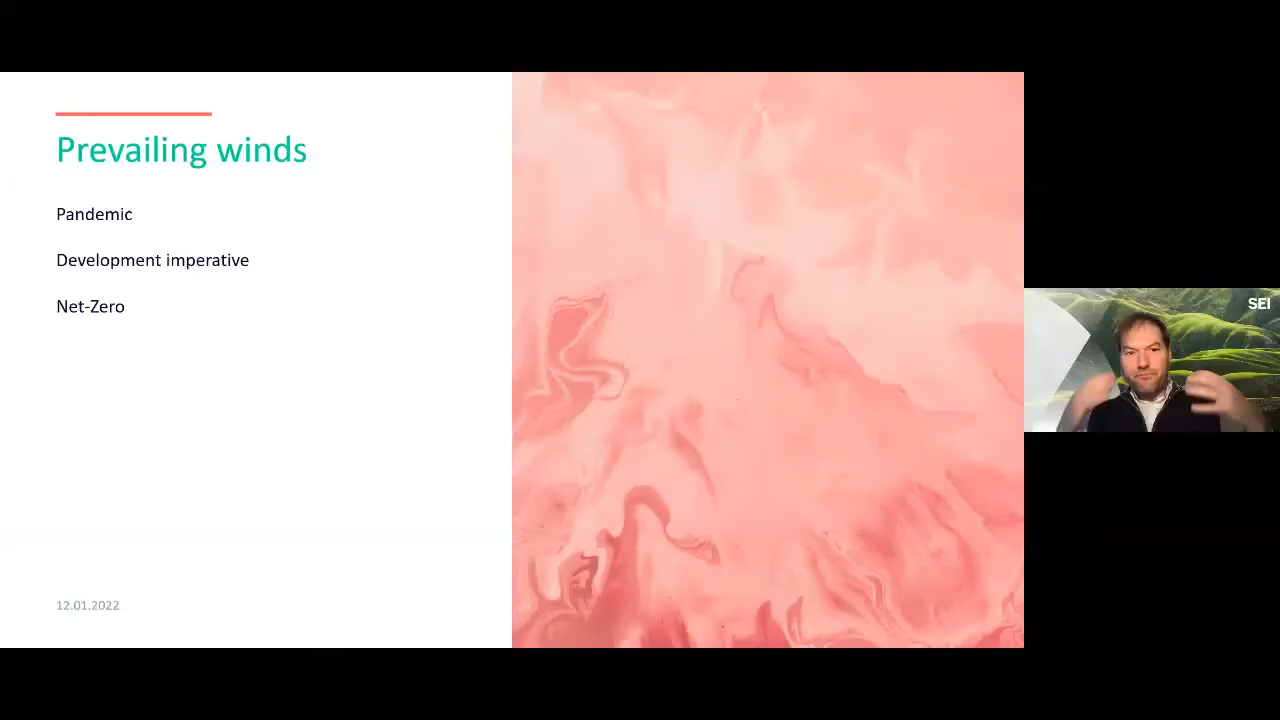 Prevailing winds
Pandemic
Development imperative
Net-Zero
12.01.2022
SEI